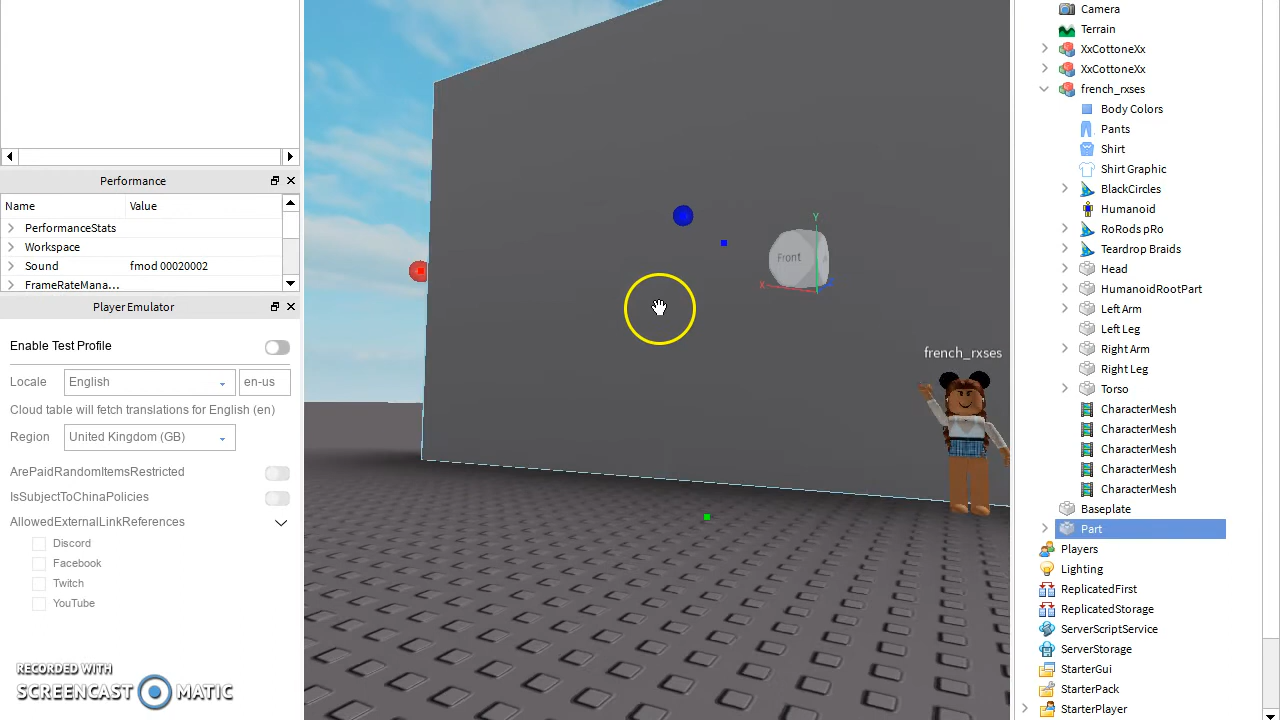 Performance
Name Value
PerformanceStats
Workspace
Sound fmod 00020002
FrameRateMana...
Player Emulator
Enable Test Profile
Locale English en-us
Cloud table will fetch translations for English (en)
Region United Kingdom (GB)
ArePaidRandomItemsRestricted
IsSubjectToChinaPolicies
AllowedExternalLinkReferences
Discord
Facebook
Twitch
YouTube
RECORDED WITH
SCREENCAST MATIC
Y
Front
X
french_rxses
Camera
Terrain
XxCottoneXx
XxCottoneXx
french_rxses
Body Colors
Pants
Shirt
Shirt Graphic
BlackCircles
Humanoid
RoRods pRo
Teardrop Braids
Head
HumanoidRootPart
Left Arm
Left Leg
Right Arm
Right Leg
Torso
CharacterMesh
CharacterMesh
CharacterMesh
CharacterMesh
CharacterMesh
Baseplate
Part
Players
Lighting
ReplicatedFirst
ReplicatedStorage
ServerScriptService
ServerStorage
StarterGui
StarterPack
StarterPlayer